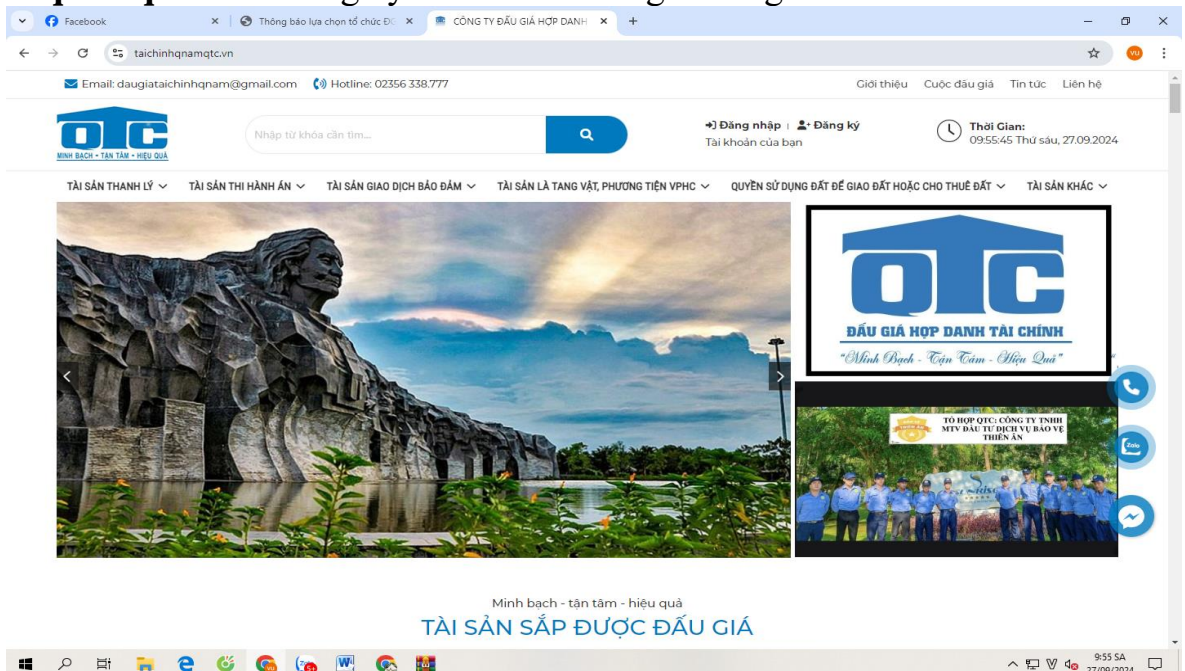 Facebook
Thông báo lựa chọn tổ chức ĐG
CÔNG TY ĐẤU GIÁ HỢP DANH
taichinhqnamqtc.vn
VU
Email: daugiataichinhqnam@gmail.com
Hotline: 02356 338.777
Giới thiệu Cuộc đấu giá Tin tức Liên hệ
QTC
MINH BẠCH - TẬN TÂM - HIỆU QUẢ
Nhập từ khóa cần tìm...
Đăng nhập | Đăng ký
Tài khoản của bạn
Thời Gian:
09:55:45 Thứ sáu, 27.09.2024
TÀI SẢN THANH LÝ TÀI SẢN THI HÀNH ÁN TÀI SẢN GIAO DỊCH BẢO ĐẢM TÀI SẢN LÀ TANG VẬT, PHƯƠNG TIỆN VPHC QUYỀN SỬ DỤNG ĐẤT ĐỂ GIAO ĐẤT HOẶC CHO THUÊ ĐẤT TÀI SẢN KHÁC
QTC
ĐẤU GIÁ HỢP DANH TÀI CHÍNH
"Minh Bạch - Tận Tâm - Hiệu Quả"
TỔ HỢP QTC: CÔNG TY TNHH
MTV ĐẦU TƯ DỊCH VỤ BẢO VỆ
THIÊN ÂN
Zalo
Minh bạch - tận tâm - hiệu quả
TÀI SẢN SẮP ĐƯỢC ĐẤU GIÁ
9:55 SA
27/09/2024